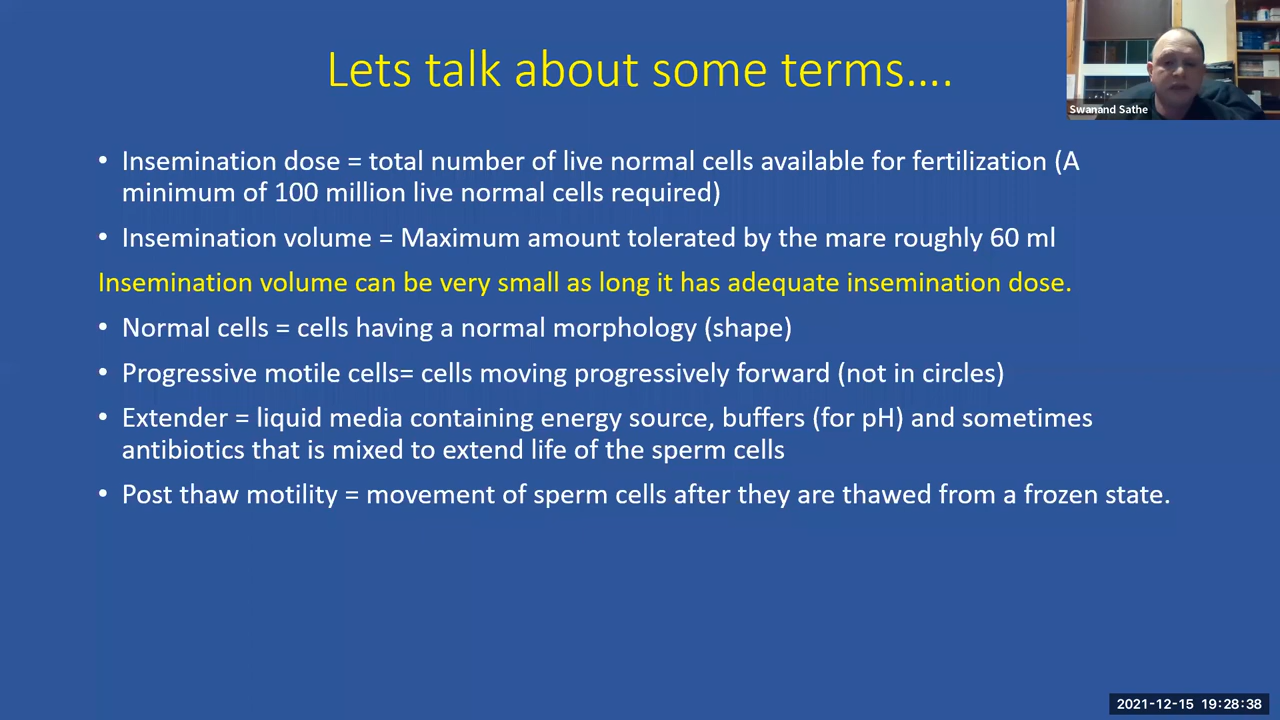 Lets talk about some terms....
Swanand Sathe
• Insemination dose = total number of live normal cells available for fertilization (A
minimum of 100 million live normal cells required)
• Insemination volume = Maximum amount tolerated by the mare roughly 60 ml
Insemination volume can be very small as long it has adequate insemination dose.
• Normal cells = cells having a normal morphology (shape)
• Progressive motile cells= cells moving progressively forward (not in circles)
• Extender = liquid media containing energy source, buffers (for pH) and sometimes
antibiotics that is mixed to extend life of the sperm cells
• Post thaw motility = movement of sperm cells after they are thawed from a frozen state.
2021-12-15 19:28:38